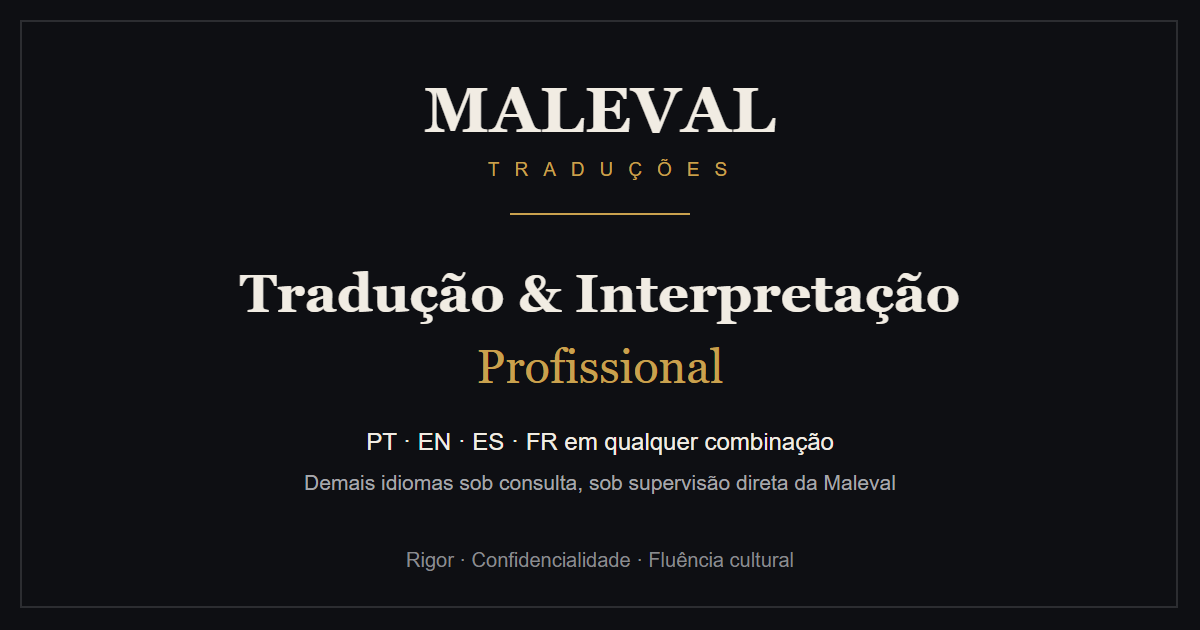 MALEVAL
TRADUÇÕES
Tradução & Interpretação
Profissional
PT · EN · ES · FR em qualquer combinação
Demais idiomas sob consulta, sob supervisão direta da Maleval
Rigor · Confidencialidade · Fluência cultural